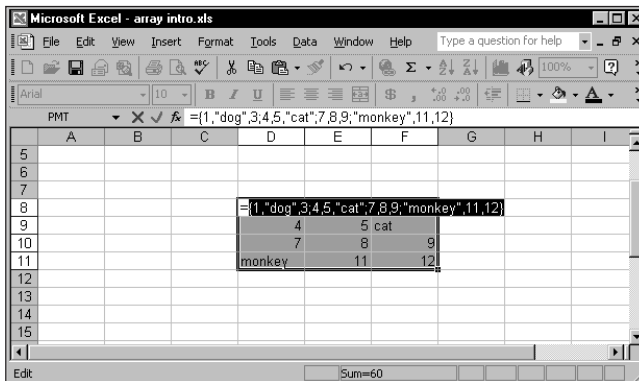 Microsoft Excel - array intro.xls
File Edit View Insert Format Tools Data Window Help Type a question for help
100%
Arial 10 B I U $ ,
PMT fx ={1,"dog",3;4,5,"cat";7,8,9;"monkey",11,12}
A B C D E F G H I
5
6
7
8 ={1,"dog",3;4,5,"cat";7,8,9;"monkey",11,12}
9 4 5 cat
10 7 8 9
11 monkey 11 12
12
13
14
15
Edit Sum=60